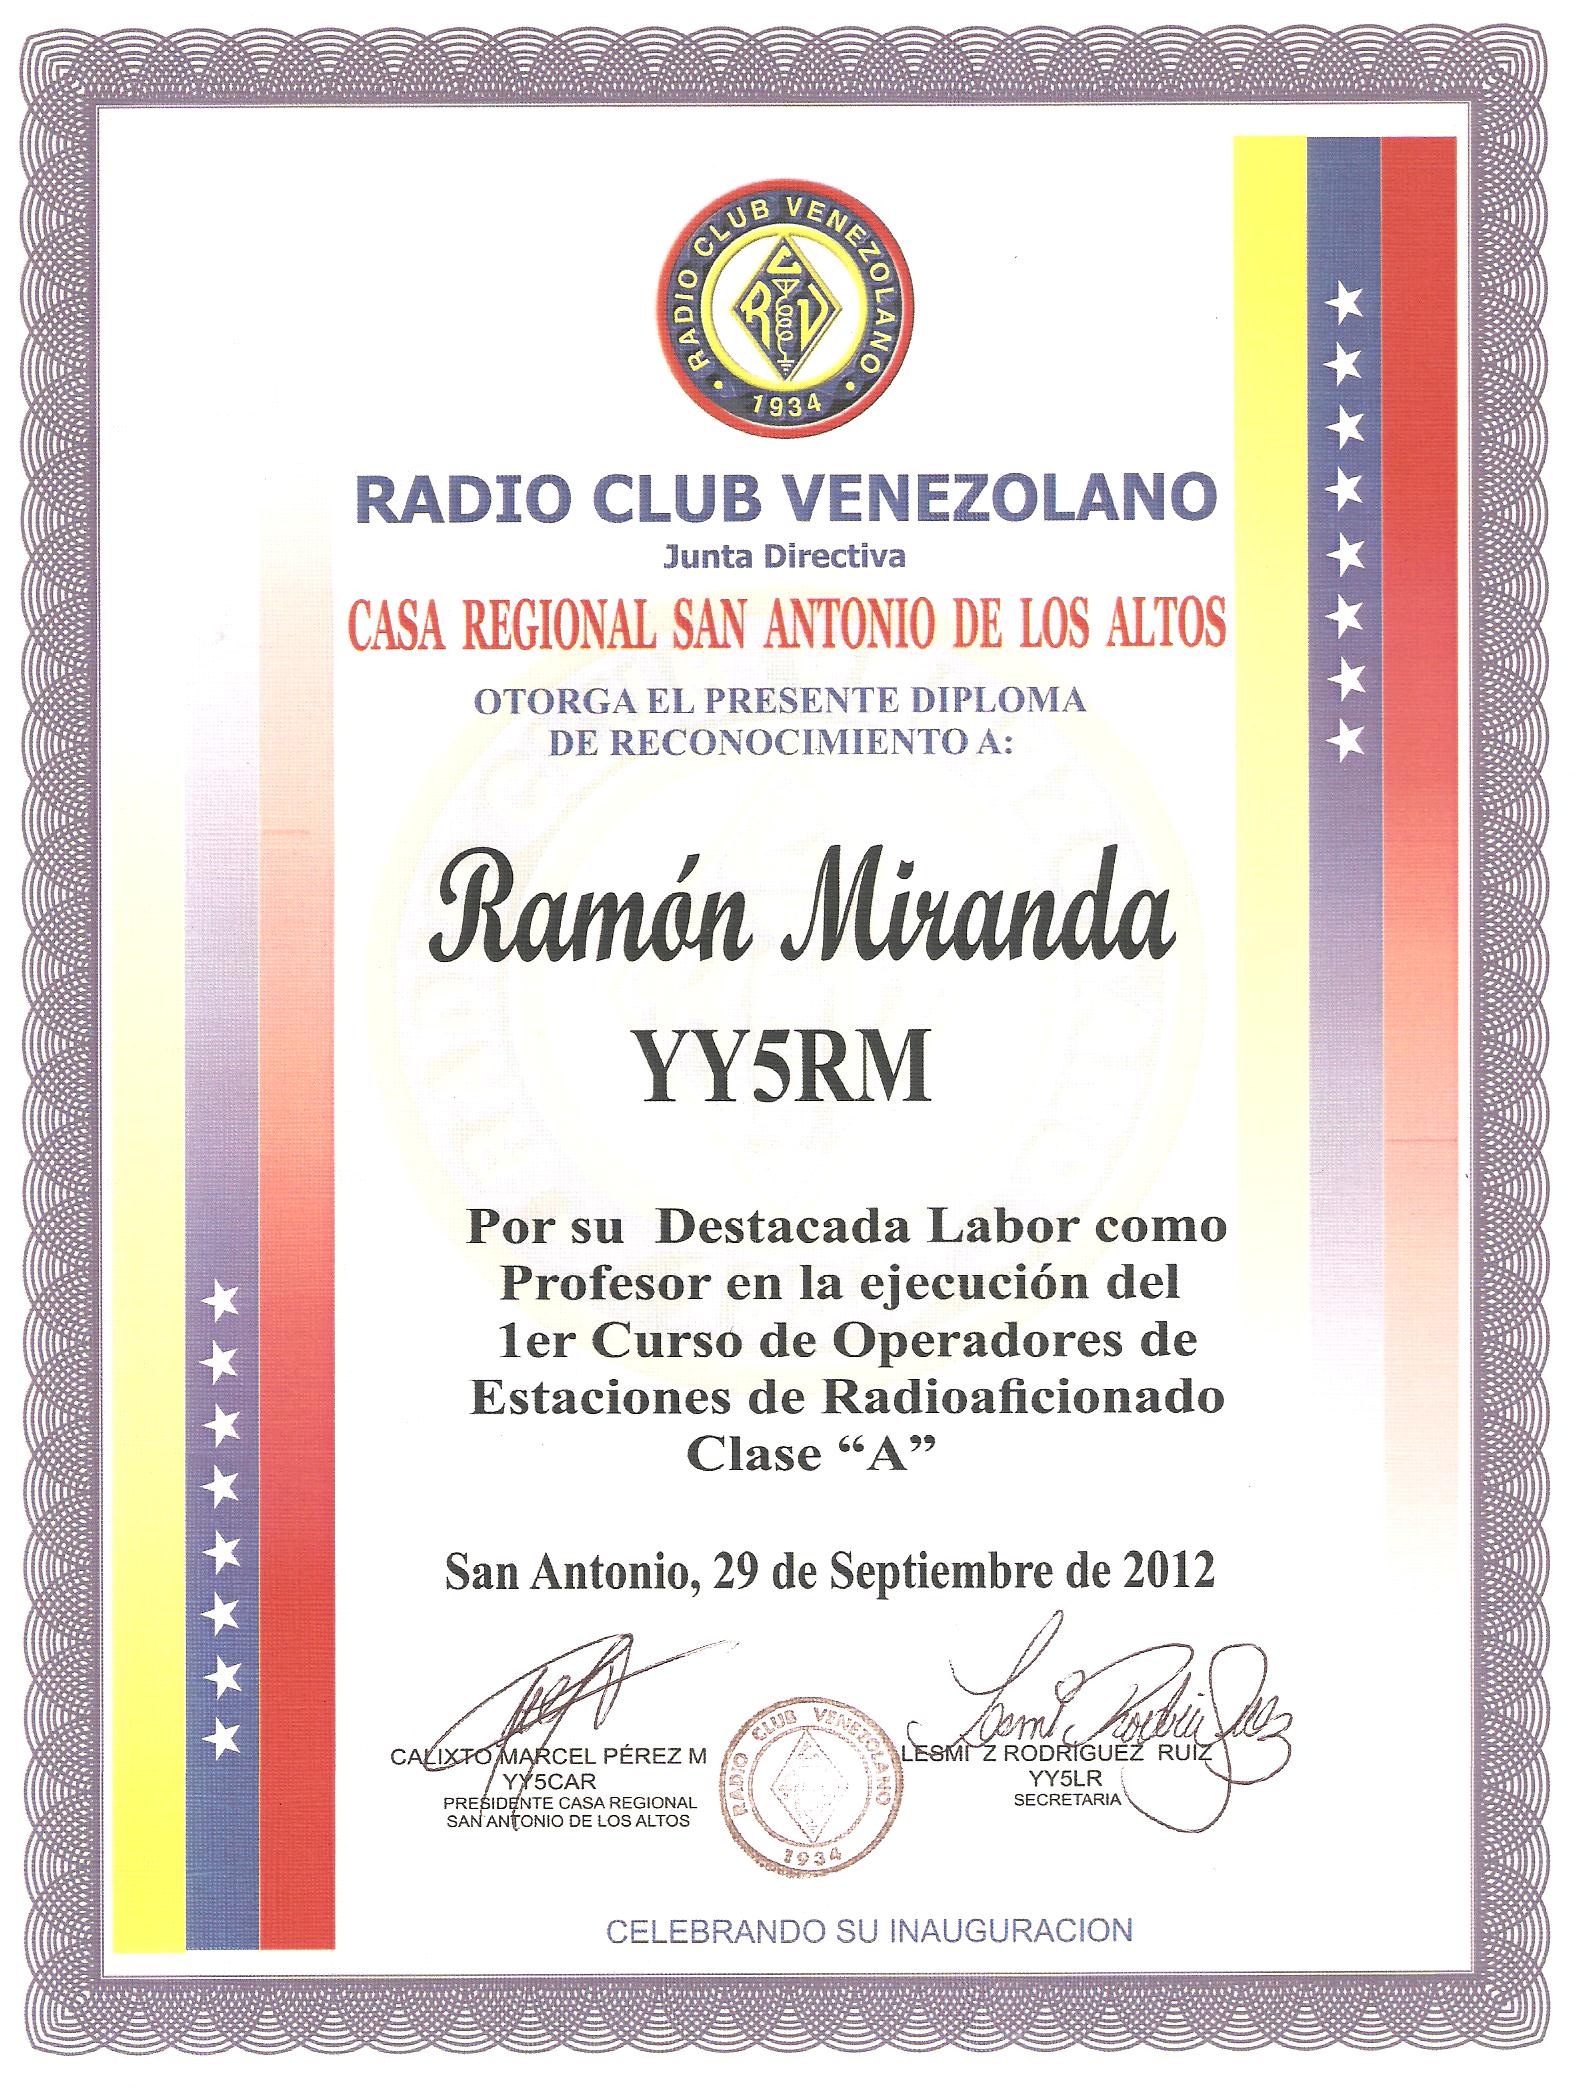 RADIO CLUB VENEZOLANO
C
R V
1934
RADIO CLUB VENEZOLANO
Junta Directiva
CASA REGIONAL SAN ANTONIO DE LOS ALTOS
OTORGA EL PRESENTE DIPLOMA
DE RECONOCIMIENTO A:
Ramón Miranda
YY5RM
Por su Destacada Labor como
Profesor en la ejecución del
1er Curso de Operadores de
Estaciones de Radioaficionado
Clase “A”
San Antonio, 29 de Septiembre de 2012
CALIXTO MARCEL PÉREZ M
YY5CAR
PRESIDENTE CASA REGIONAL
SAN ANTONIO DE LOS ALTOS
RADIO CLUB VENEZOLANO
1934
Lesmi Rodríguez
LESMI Z RODRIGUEZ RUIZ
YY5LR
SECRETARIA
CELEBRANDO SU INAUGURACION